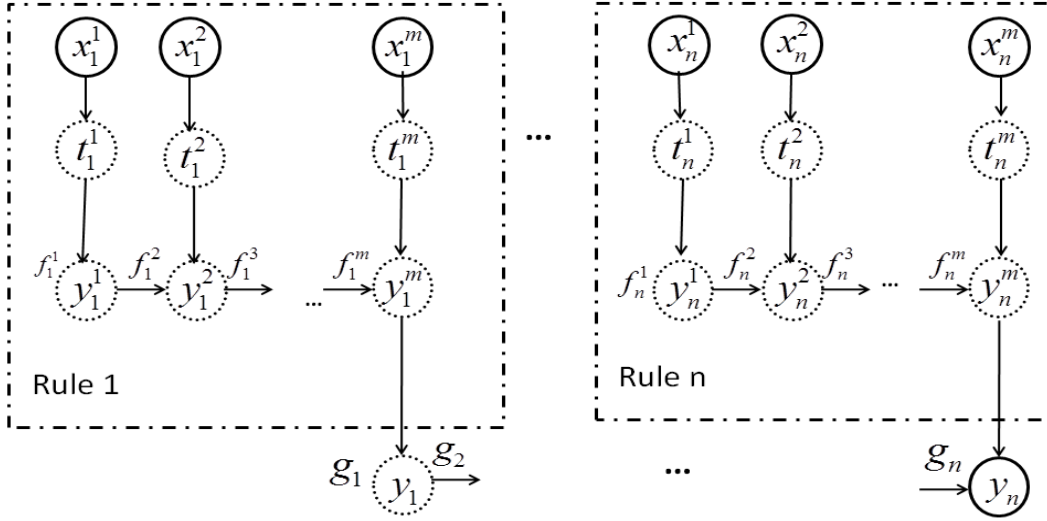 x_1^1 x_1^2 x_1^m x_n^1 x_n^2 x_n^m
t_1^1 t_1^2 t_1^m ... t_n^1 t_n^2 t_n^m
f_1^1 y_1^1 f_1^2 y_1^2 f_1^3 ... f_1^m y_1^m f_n^1 y_n^1 f_n^2 y_n^2 f_n^3 ... f_n^m y_n^m
Rule 1 Rule n
g_1 y_1 g_2 ... g_n y_n